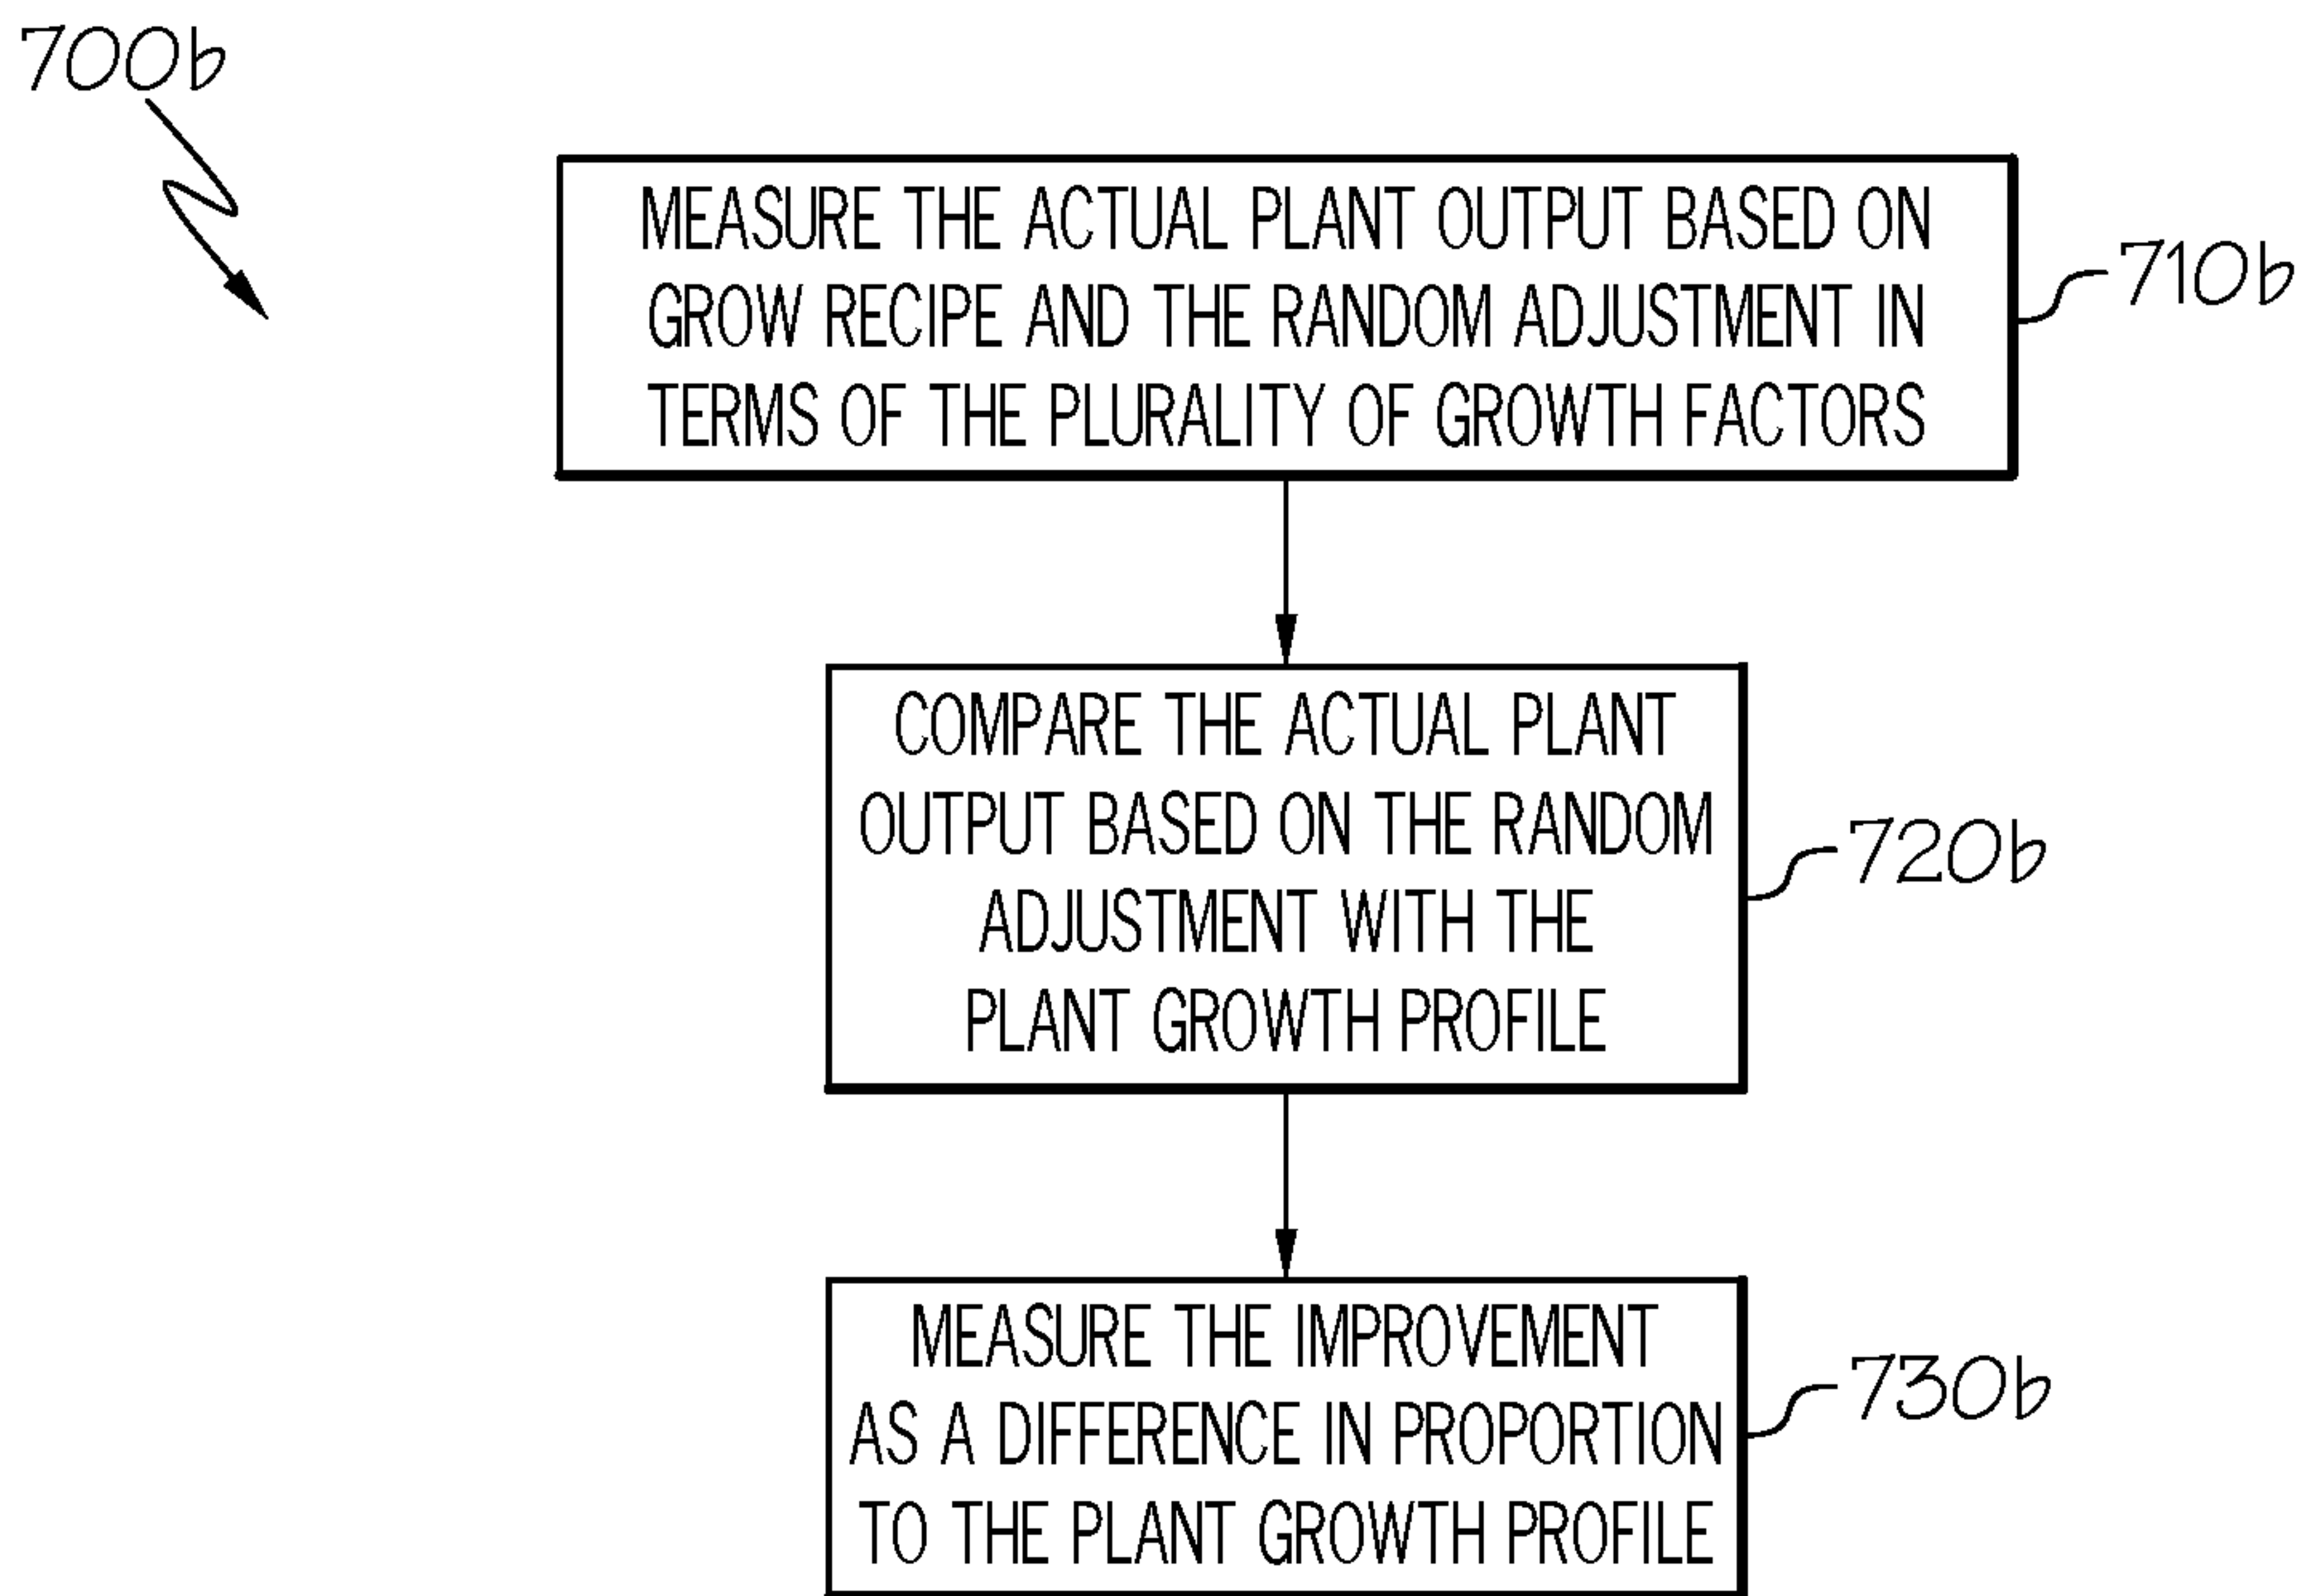 700b
MEASURE THE ACTUAL PLANT OUTPUT BASED ON
GROW RECIPE AND THE RANDOM ADJUSTMENT IN
TERMS OF THE PLURALITY OF GROWTH FACTORS
710b
COMPARE THE ACTUAL PLANT
OUTPUT BASED ON THE RANDOM
ADJUSTMENT WITH THE
PLANT GROWTH PROFILE
720b
MEASURE THE IMPROVEMENT
AS A DIFFERENCE IN PROPORTION
TO THE PLANT GROWTH PROFILE
730b